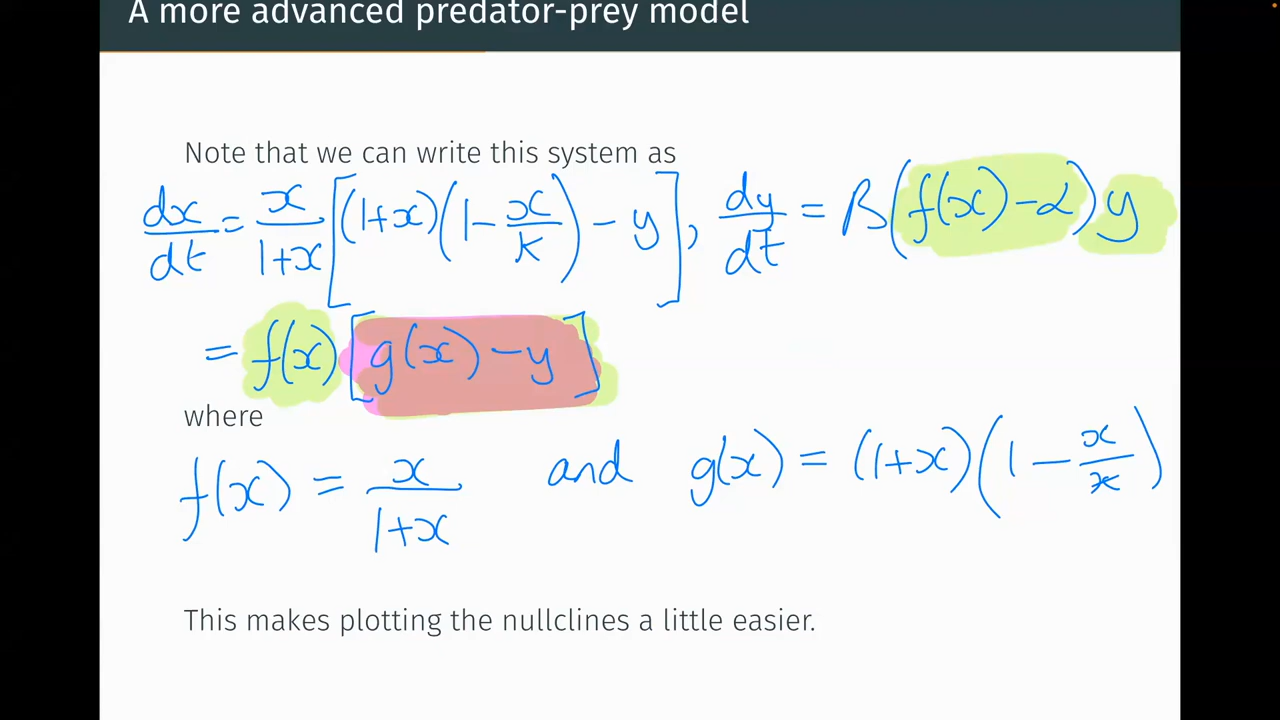 A more advanced predator-prey model
Note that we can write this system as
dx/dt = x/(1+x) [(1+x)(1 - x/k) - y], dy/dt = β(f(x) - α)y
= f(x) [g(x) - y]
where
f(x) = x/(1+x) and g(x) = (1+x)(1 - x/x)
This makes plotting the nullclines a little easier.